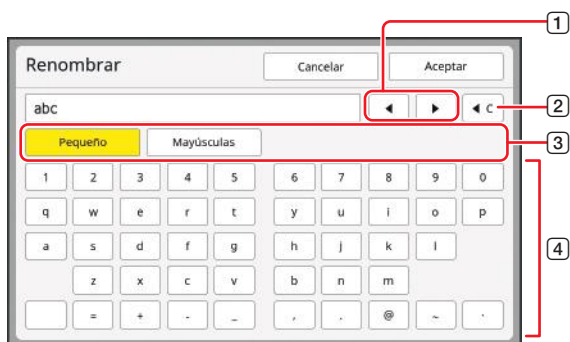 1
Renombrar Cancelar Aceptar
abc ◀ ▶ ◀ C 2
Pequeño Mayúsculas 3
1 2 3 4 5 6 7 8 9 0
q w e r t y u i o p
a s d f g h j k l 4
z x c v b n m
= + - _ , . @ ~ ·